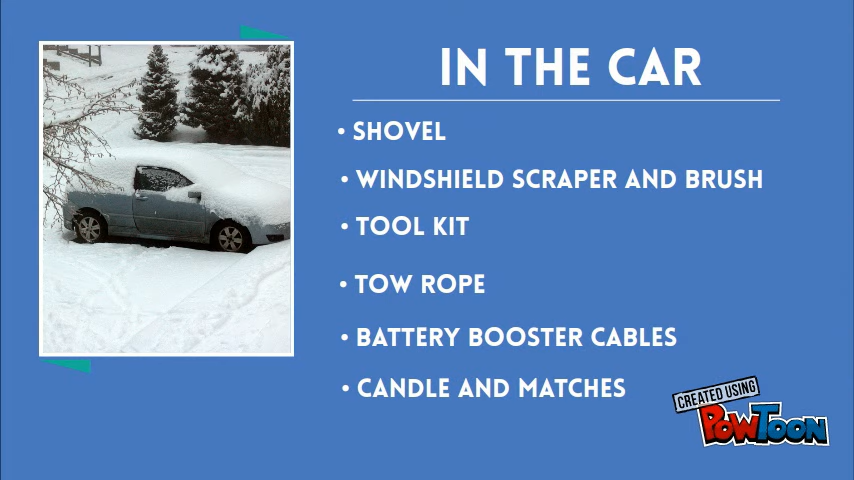 IN THE CAR
• SHOVEL
• WINDSHIELD SCRAPER AND BRUSH
• TOOL KIT
• TOW ROPE
• BATTERY BOOSTER CABLES
• CANDLE AND MATCHES
CREATED USING
POWTOON